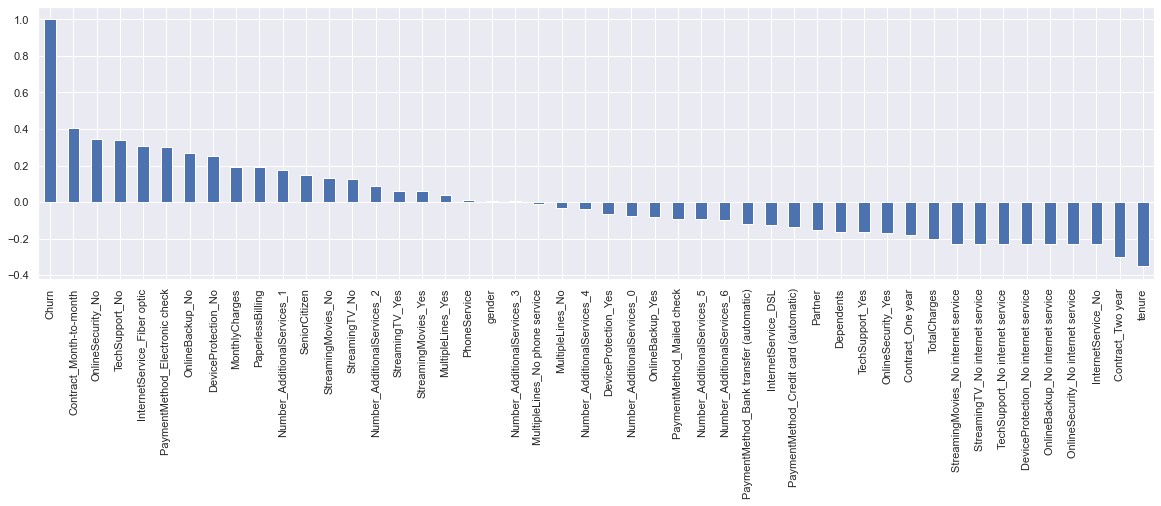 1.0
0.8
0.6
0.4
0.2
0.0
−0.2
−0.4
Churn
Contract_Month-to-month
OnlineSecurity_No
TechSupport_No
InternetService_Fiber optic
PaymentMethod_Electronic check
OnlineBackup_No
DeviceProtection_No
MonthlyCharges
PaperlessBilling
Number_AdditionalServices_1
SeniorCitizen
StreamingMovies_No
StreamingTV_No
Number_AdditionalServices_2
StreamingTV_Yes
StreamingMovies_Yes
MultipleLines_Yes
PhoneService
gender
Number_AdditionalServices_3
MultipleLines_No phone service
MultipleLines_No
Number_AdditionalServices_4
DeviceProtection_Yes
Number_AdditionalServices_0
OnlineBackup_Yes
PaymentMethod_Mailed check
Number_AdditionalServices_5
Number_AdditionalServices_6
PaymentMethod_Bank transfer (automatic)
InternetService_DSL
PaymentMethod_Credit card (automatic)
Partner
Dependents
TechSupport_Yes
OnlineSecurity_Yes
Contract_One year
TotalCharges
StreamingMovies_No internet service
StreamingTV_No internet service
TechSupport_No internet service
DeviceProtection_No internet service
OnlineBackup_No internet service
OnlineSecurity_No internet service
InternetService_No
Contract_Two year
tenure